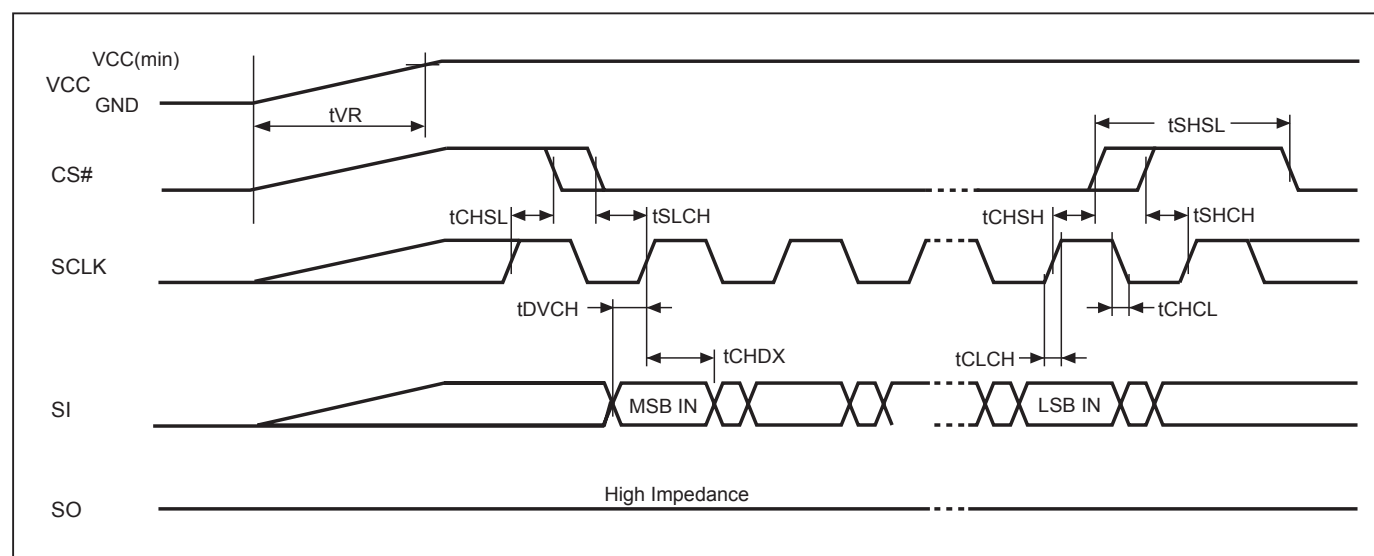 VCC(min)
VCC
GND
tVR
tSHSL
CS#
tCHSL
tSLCH
tCHSH
tSHCH
SCLK
tDVCH
tCHCL
tCHDX
tCLCH
SI
MSB IN
LSB IN
High Impedance
SO